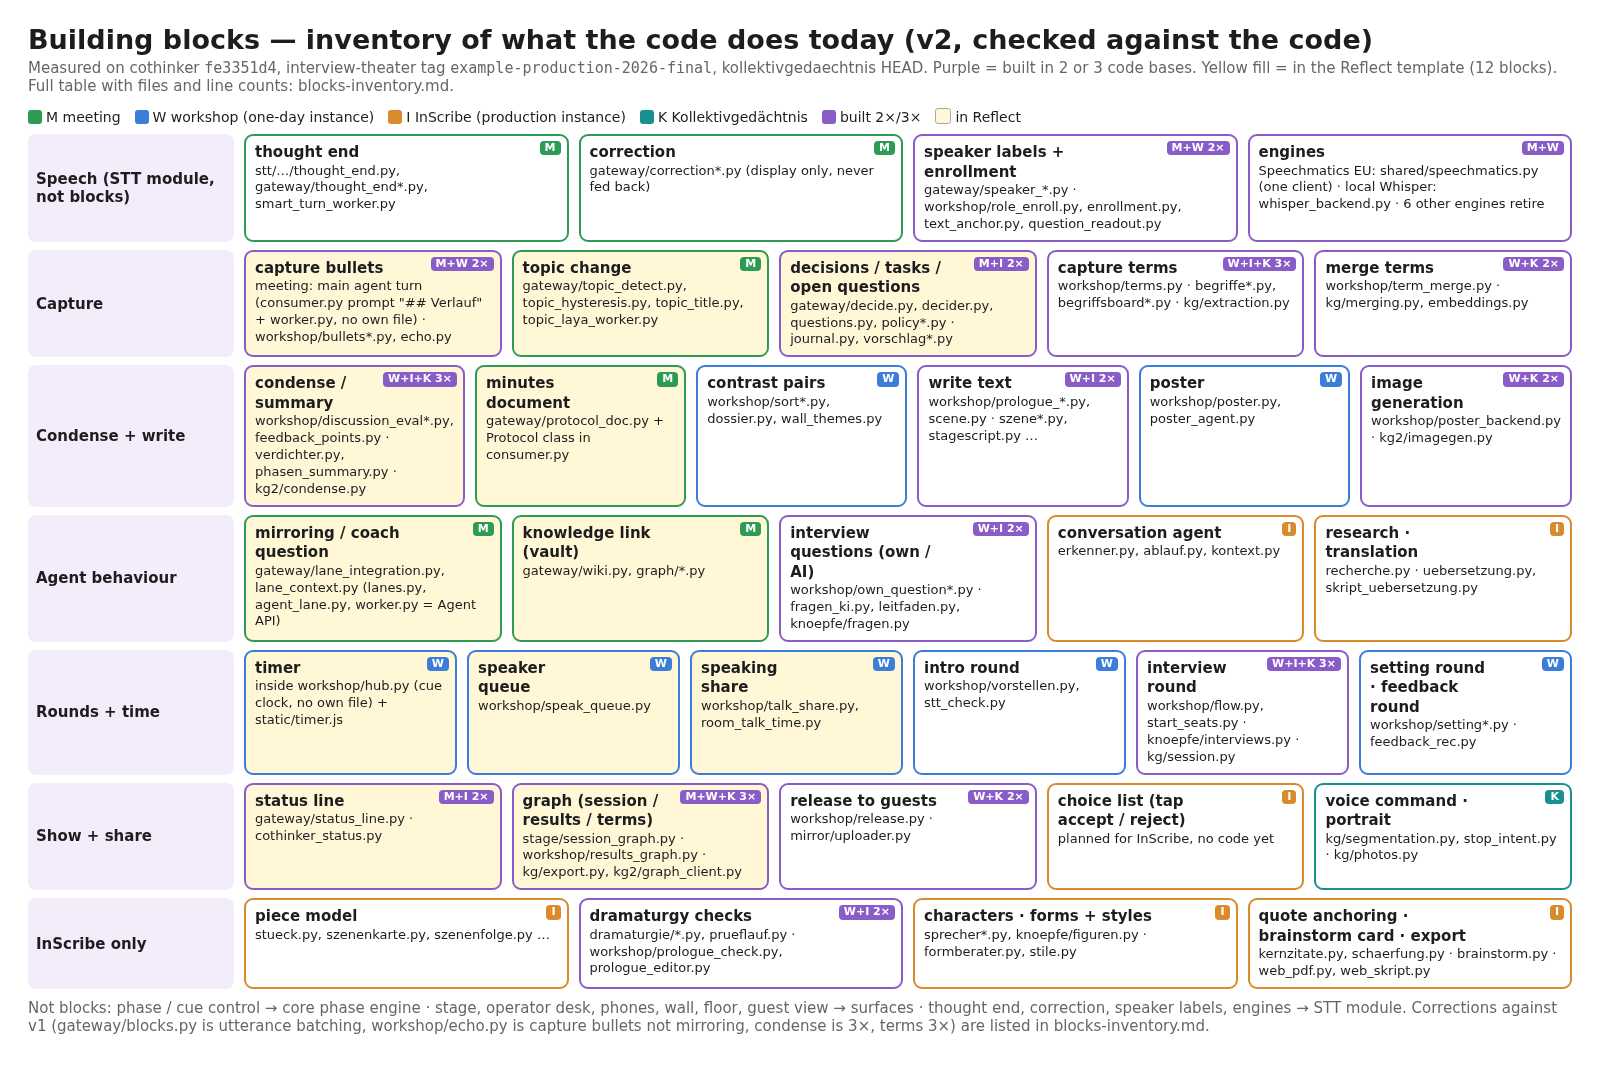 Building blocks — inventory of what the code does today (v2, checked against the code)
Measured on cothinker fe3351d4, interview-theater tag example-production-2026-final, kollektivgedaechtnis HEAD. Purple = built in 2 or 3 code bases. Yellow fill = in the Reflect template (12 blocks).
Full table with files and line counts: blocks-inventory.md.
M meeting W workshop (one-day instance) I InScribe (production instance) K Kollektivgedächtnis built 2×/3× in Reflect
Speech (STT module,
not blocks)
thought end
M
stt/.../thought_end.py,
gateway/thought_end*.py,
smart_turn_worker.py
correction
M
gateway/correction*.py (display only, never
fed back)
speaker labels +
enrollment
M+W 2×
gateway/speaker_*.py ·
workshop/role_enroll.py, enrollment.py,
text_anchor.py, question_readout.py
engines
M+W
Speechmatics EU: shared/speechmatics.py
(one client) · local Whisper:
whisper_backend.py · 6 other engines retire
Capture
capture bullets
M+W 2×
meeting: main agent turn
(consumer.py prompt "## Verlauf"
+ worker.py, no own file) ·
workshop/bullets*.py, echo.py
topic change
M
gateway/topic_detect.py,
topic_hysteresis.py, topic_title.py,
topic_laya_worker.py
decisions / tasks /
open questions
M+I 2×
gateway/decide.py, decider.py,
questions.py, policy*.py ·
journal.py, vorschlag*.py
capture terms
W+I+K 3×
workshop/terms.py · begriffe*.py,
begriffsboard*.py · kg/extraction.py
merge terms
W+K 2×
workshop/term_merge.py ·
kg/merging.py, embeddings.py
Condense + write
condense /
summary
W+I+K 3×
workshop/discussion_eval*.py,
feedback_points.py ·
verdichter.py,
phasen_summary.py ·
kg2/condense.py
minutes
document
M
gateway/protocol_doc.py +
Protocol class in
consumer.py
contrast pairs
W
workshop/sort*.py,
dossier.py, wall_themes.py
write text
W+I 2×
workshop/prologue_*.py,
scene.py · szene*.py,
stagescript.py ...
poster
W
workshop/poster.py,
poster_agent.py
image
generation
W+K 2×
workshop/poster_backend.py
· kg2/imagegen.py
Agent behaviour
mirroring / coach
question
M
gateway/lane_integration.py,
lane_context.py (lanes.py,
agent_lane.py, worker.py = Agent
API)
knowledge link
(vault)
M
gateway/wiki.py, graph/*.py
interview
questions (own /
AI)
W+I 2×
workshop/own_question*.py ·
fragen_ki.py, leitfaden.py,
knoepfe/fragen.py
conversation agent
I
erkenner.py, ablauf.py, kontext.py
research ·
translation
I
recherche.py · uebersetzung.py,
skript_uebersetzung.py
Rounds + time
timer
W
inside workshop/hub.py (cue
clock, no own file) +
static/timer.js
speaker
queue
W
workshop/speak_queue.py
speaking
share
W
workshop/talk_share.py,
room_talk_time.py
intro round
W
workshop/vorstellen.py,
stt_check.py
interview
round
W+I+K 3×
workshop/flow.py,
start_seats.py ·
knoepfe/interviews.py ·
kg/session.py
setting round
· feedback
round
W
workshop/setting*.py ·
feedback_rec.py
Show + share
status line
M+I 2×
gateway/status_line.py ·
cothinker_status.py
graph (session /
results / terms)
M+W+K 3×
stage/session_graph.py ·
workshop/results_graph.py ·
kg/export.py, kg2/graph_client.py
release to guests
W+K 2×
workshop/release.py ·
mirror/uploader.py
choice list (tap
accept / reject)
I
planned for InScribe, no code yet
voice command ·
portrait
K
kg/segmentation.py, stop_intent.py
· kg/photos.py
InScribe only
piece model
I
stueck.py, szenenkarte.py, szenenfolge.py ...
dramaturgy checks
W+I 2×
dramaturgie/*.py, prueflauf.py ·
workshop/prologue_check.py,
prologue_editor.py
characters · forms + styles
I
sprecher*.py, knoepfe/figuren.py ·
formberater.py, stile.py
quote anchoring ·
brainstorm card · export
I
kernzitate.py, schaerfung.py · brainstorm.py ·
web_pdf.py, web_skript.py
Not blocks: phase / cue control → core phase engine · stage, operator desk, phones, wall, floor, guest view → surfaces · thought end, correction, speaker labels, engines → STT module. Corrections against
v1 (gateway/blocks.py is utterance batching, workshop/echo.py is capture bullets not mirroring, condense is 3×, terms 3×) are listed in blocks-inventory.md.